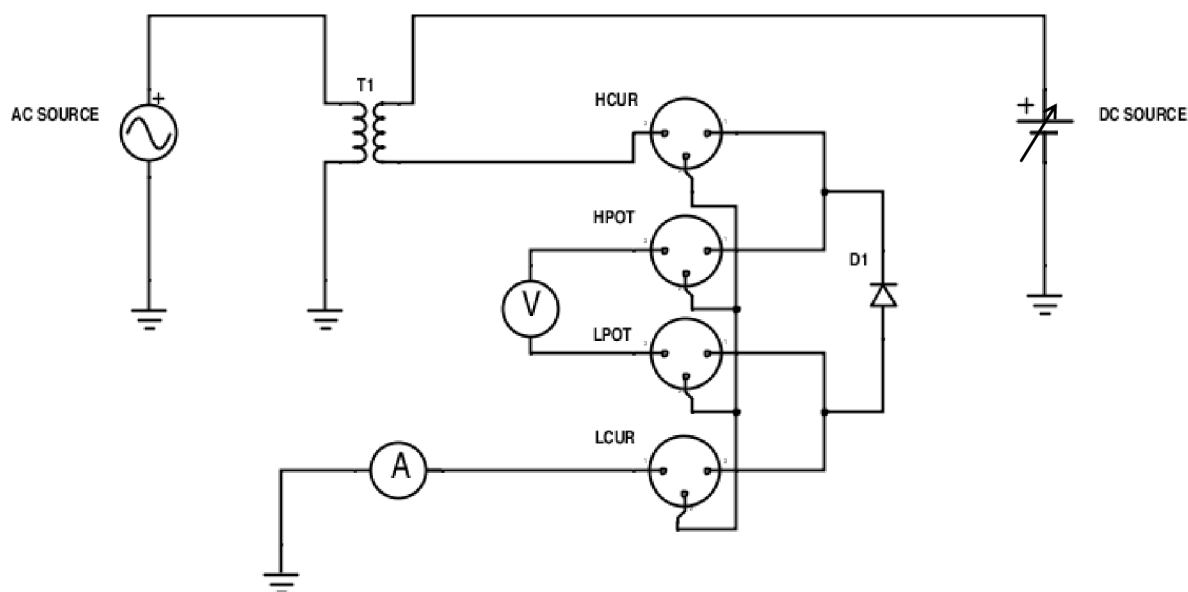 T1
AC SOURCE
+
HCUR
+
DC SOURCE
HPOT
D1
V
LPOT
LCUR
A